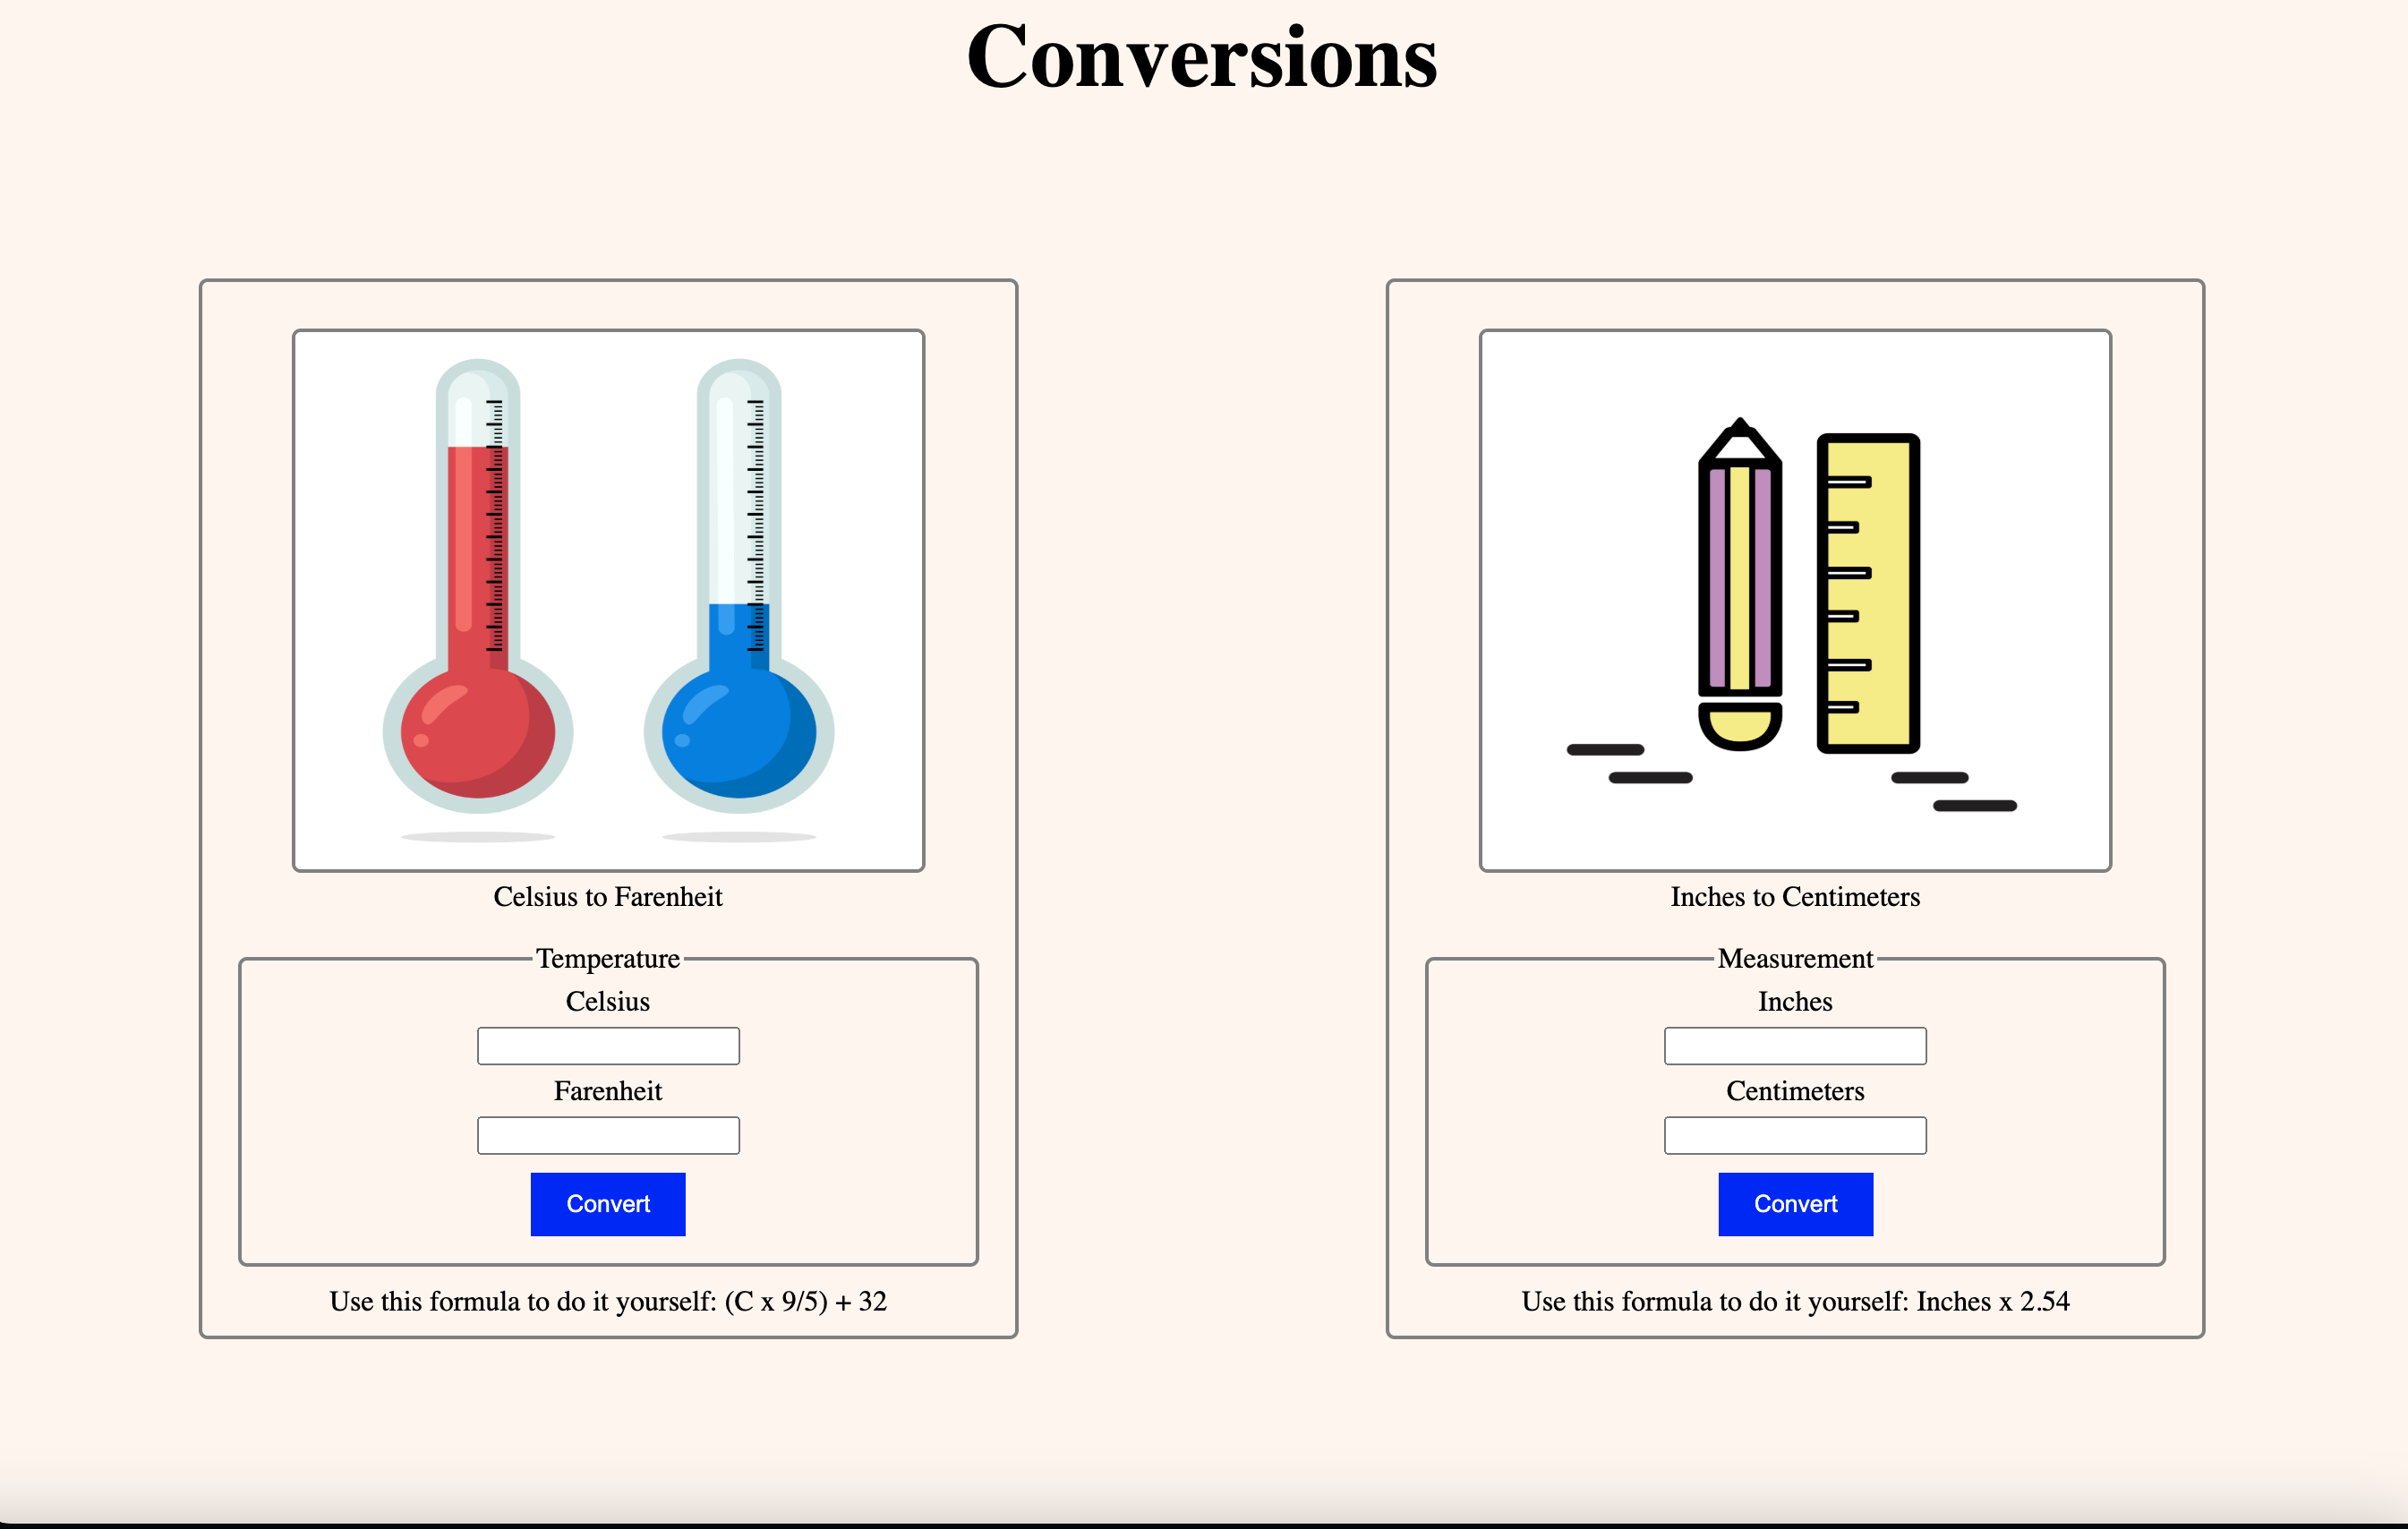 Conversions
Celsius to Farenheit
Temperature
Celsius
Farenheit
Convert
Use this formula to do it yourself: (C x 9/5) + 32
Inches to Centimeters
Measurement
Inches
Centimeters
Convert
Use this formula to do it yourself: Inches x 2.54